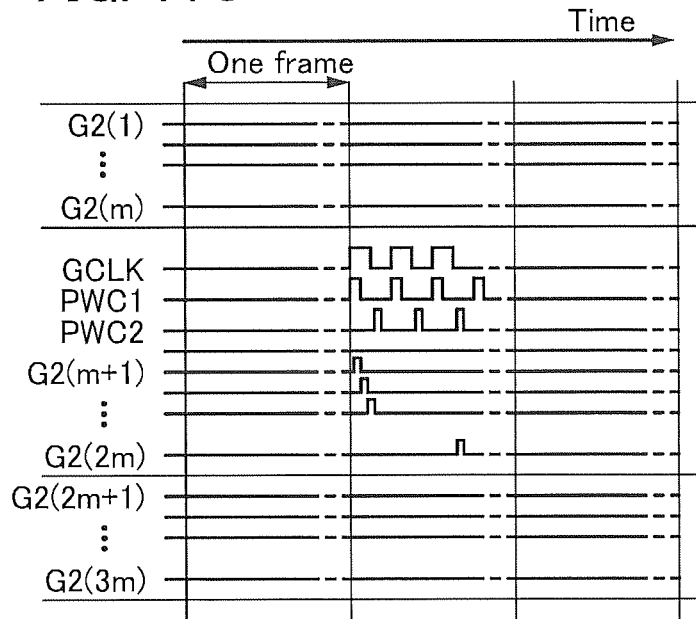 Time
One frame
G2(1)
⋮
G2(m)
GCLK
PWC1
PWC2
G2(m+1)
⋮
G2(2m)
G2(2m+1)
⋮
G2(3m)